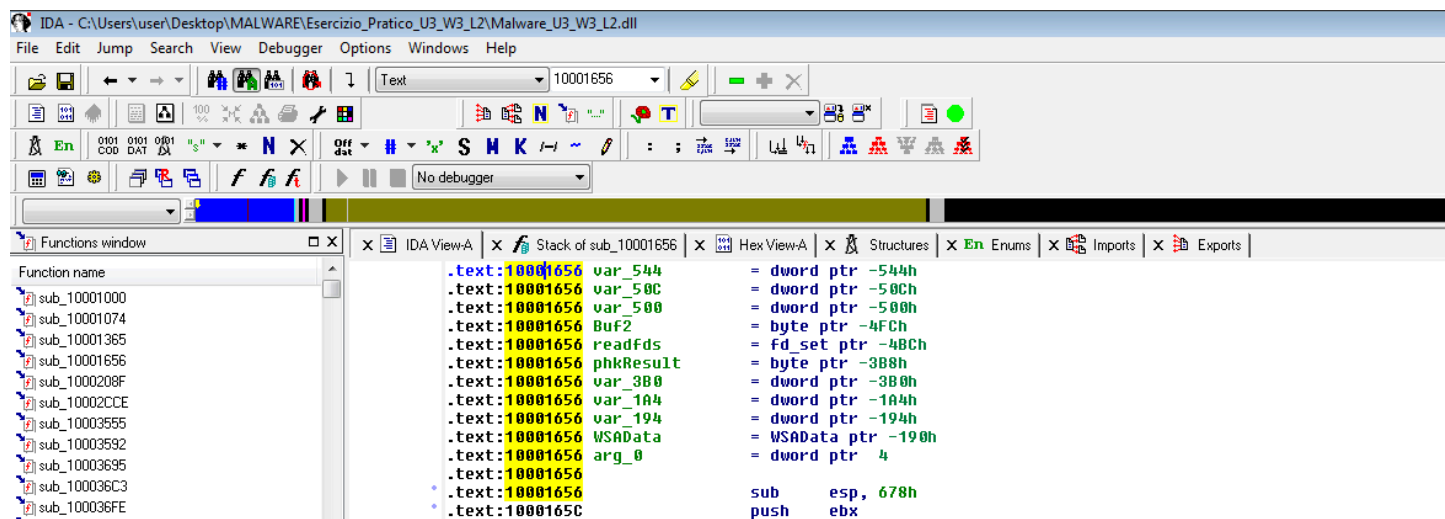 IDA - C:\Users\user\Desktop\MALWARE\Esercizio_Pratico_U3_W3_L2\Malware_U3_W3_L2.dll
File Edit Jump Search View Debugger Options Windows Help
Text 10001656
En "s" N Off dat # 'x' S M K : ;
f No debugger
Functions window
IDA View-A Stack of sub_10001656 Hex View-A Structures En Enums Imports Exports
Function name
sub_10001000
sub_10001074
sub_10001365
sub_10001656
sub_1000208F
sub_10002CCE
sub_10003555
sub_10003592
sub_10003695
sub_100036C3
sub_100036FE
.text:10001656 var_544 = dword ptr -544h
.text:10001656 var_50C = dword ptr -50Ch
.text:10001656 var_500 = dword ptr -500h
.text:10001656 Buf2 = byte ptr -4FCh
.text:10001656 readfds = fd_set ptr -4BCh
.text:10001656 phkResult = byte ptr -3B8h
.text:10001656 var_3B0 = dword ptr -3B0h
.text:10001656 var_1A4 = dword ptr -1A4h
.text:10001656 var_194 = dword ptr -194h
.text:10001656 WSAData = WSAData ptr -190h
.text:10001656 arg_0 = dword ptr 4
.text:10001656
.text:10001656 sub esp, 678h
.text:1000165C push ebx